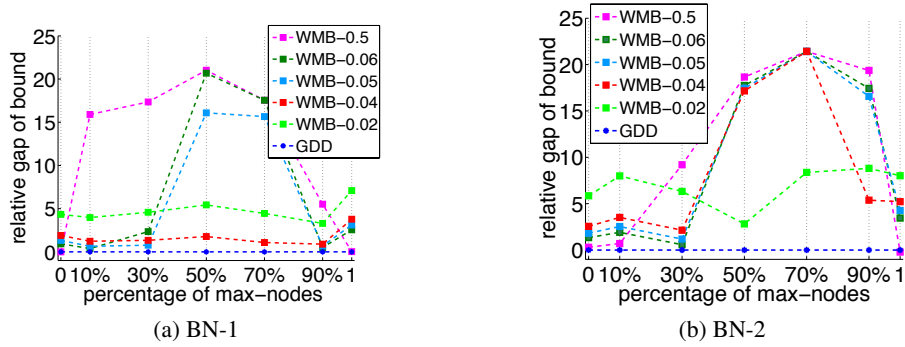 relative gap of bound
25
20
15
10
5
0
0 10% 30% 50% 70% 90% 1
percentage of max-nodes
WMB-0.5
WMB-0.06
WMB-0.05
WMB-0.04
WMB-0.02
GDD
(a) BN-1
relative gap of bound
25
20
15
10
5
0
0 10% 30% 50% 70% 90% 1
percentage of max-nodes
WMB-0.5
WMB-0.06
WMB-0.05
WMB-0.04
WMB-0.02
GDD
(b) BN-2